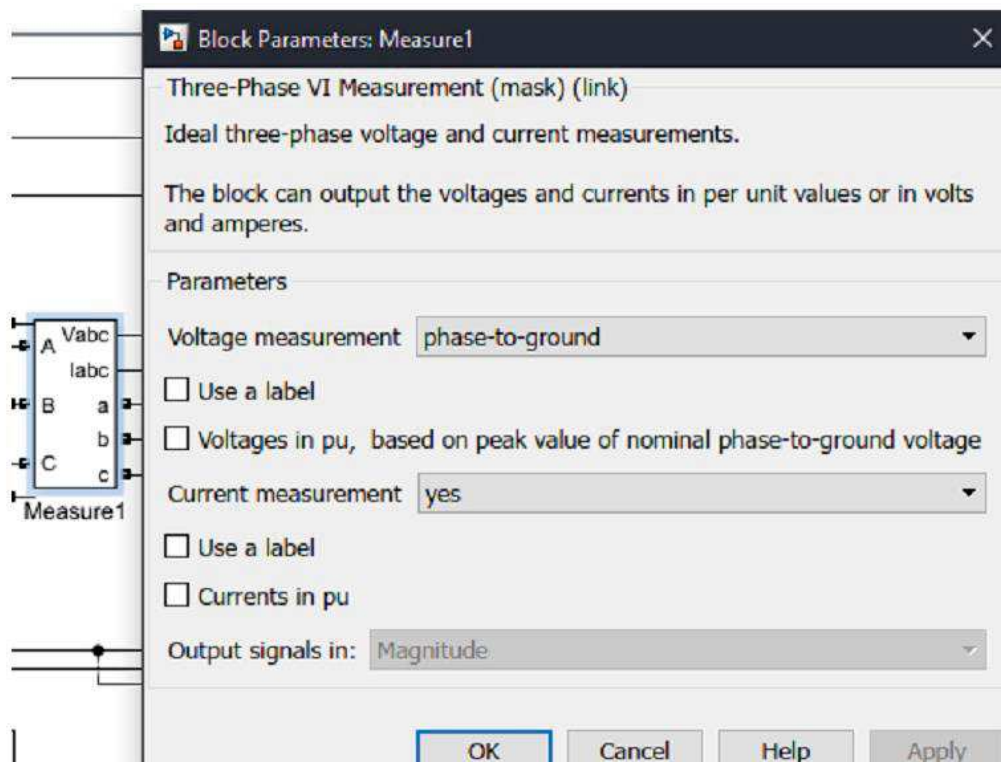 Block Parameters: Measure1
Three-Phase VI Measurement (mask) (link)
Ideal three-phase voltage and current measurements.
The block can output the voltages and currents in per unit values or in volts
and amperes.
Parameters
Voltage measurement phase-to-ground
Use a label
Voltages in pu, based on peak value of nominal phase-to-ground voltage
Current measurement yes
Use a label
Currents in pu
Output signals in: Magnitude
OK Cancel Help Apply
Vabc
A
Iabc
B a
b
C
c
Measure1